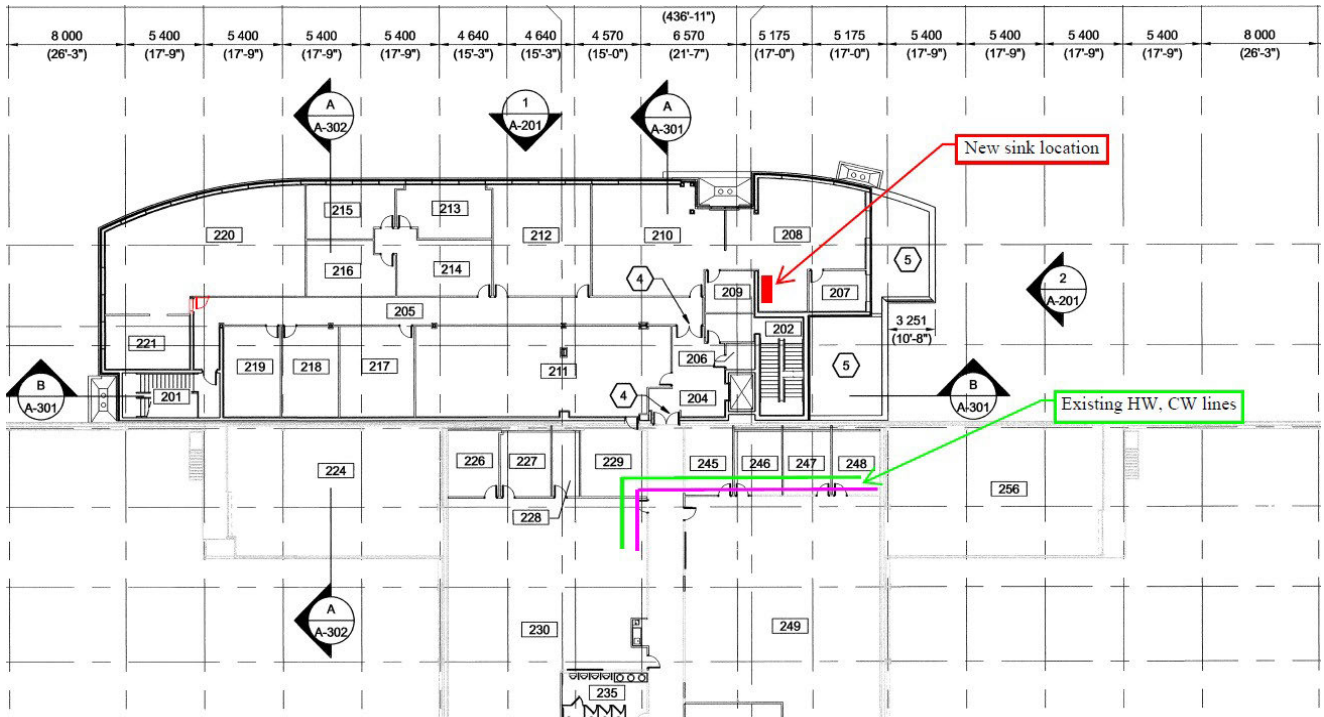 (436'-11")
8 000 5 400 5 400 5 400 5 400 4 640 4 640 4 570 6 570 5 175 5 175 5 400 5 400 5 400 5 400 8 000
(26'-3") (17'-9") (17'-9") (17'-9") (17'-9") (15'-3") (15'-3") (15'-0") (21'-7") (17'-0") (17'-0") (17'-9") (17'-9") (17'-9") (17'-9") (26'-3")
A 1 A
A-302 A-201 A-301
New sink location
215 213
220 212 210 208
5
216 214 4 209 207 2
A-201
205
3 251
(10'-8")
202
221 206
219 218 217 211 5
B 201 4 204 B
A-301 A-301
Existing HW, CW lines
224 226 227 229 245 246 247 248 256
228
A 230 249
A-302
235